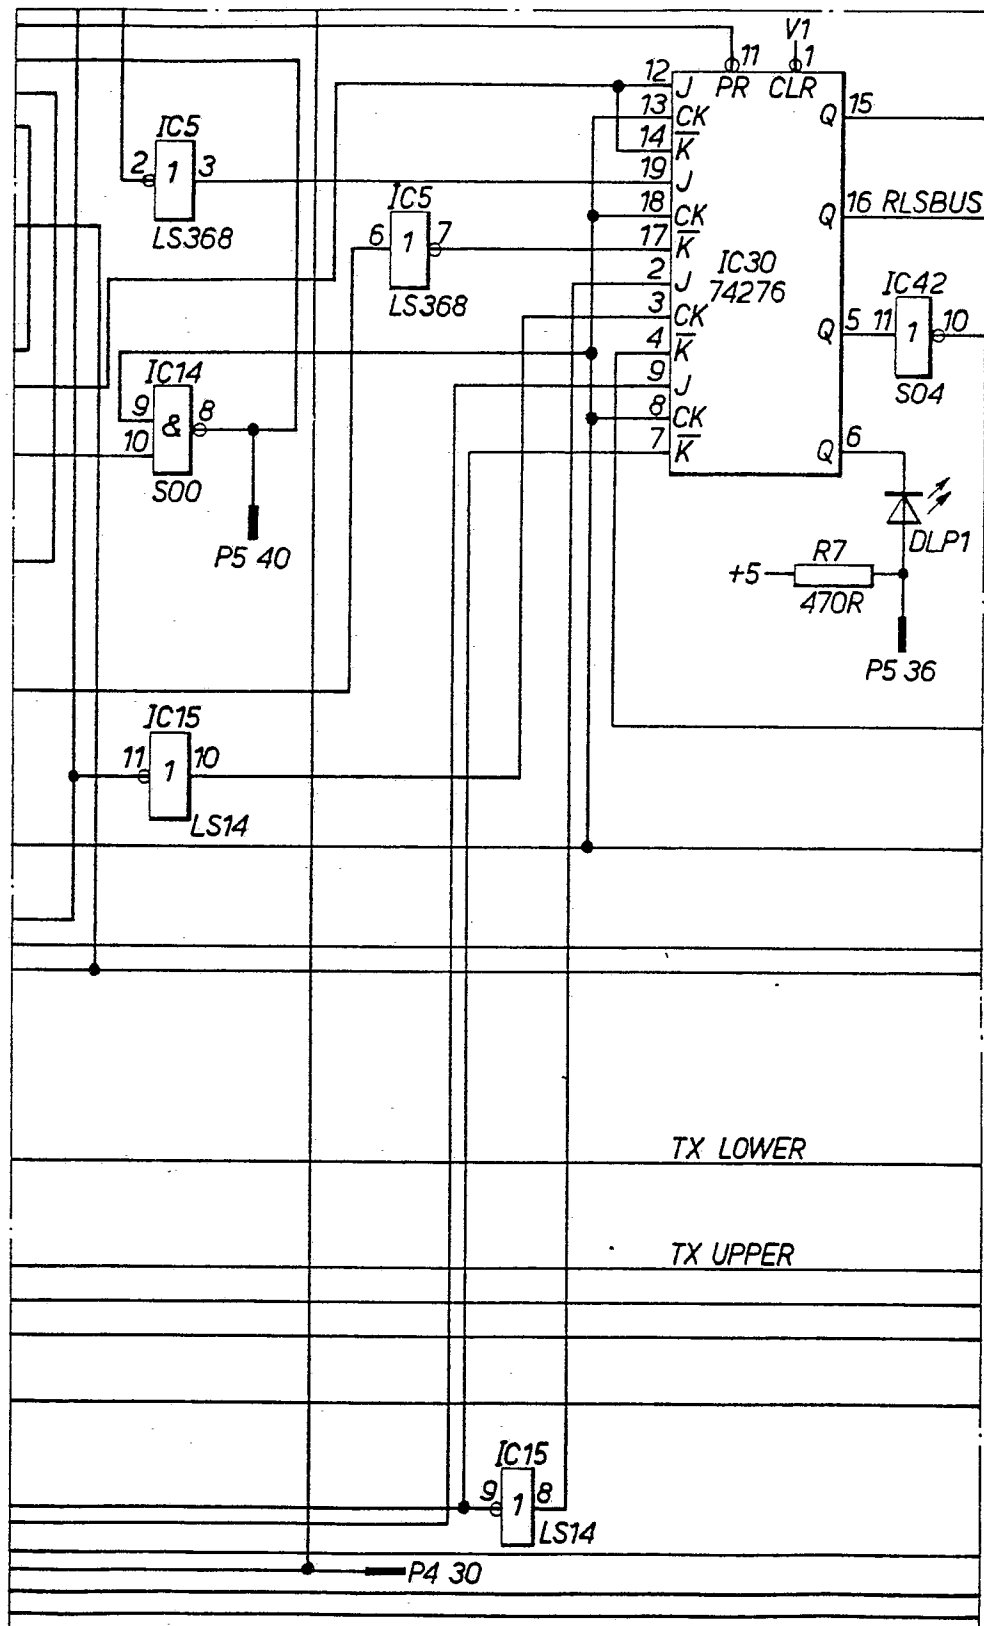 V1
11 1
12 J PR CLR
13 CK Q 15
14 K̅
IC5
2 1 3
LS368
19 J
18 CK Q 16 RLSBUS
17 K̅
IC5
6 1 7
LS368
IC30
74276
2 J
3 CK
4 K̅ Q 5
IC42
11 1 10
S04
9 J
8 CK
7 K̅ Q 6
IC14
9 & 8
10
S00
P5 40
DLP1
+5 R7
470R
P5 36
IC15
11 1 10
LS14
TX LOWER
TX UPPER
IC15
9 1 8
LS14
P4 30